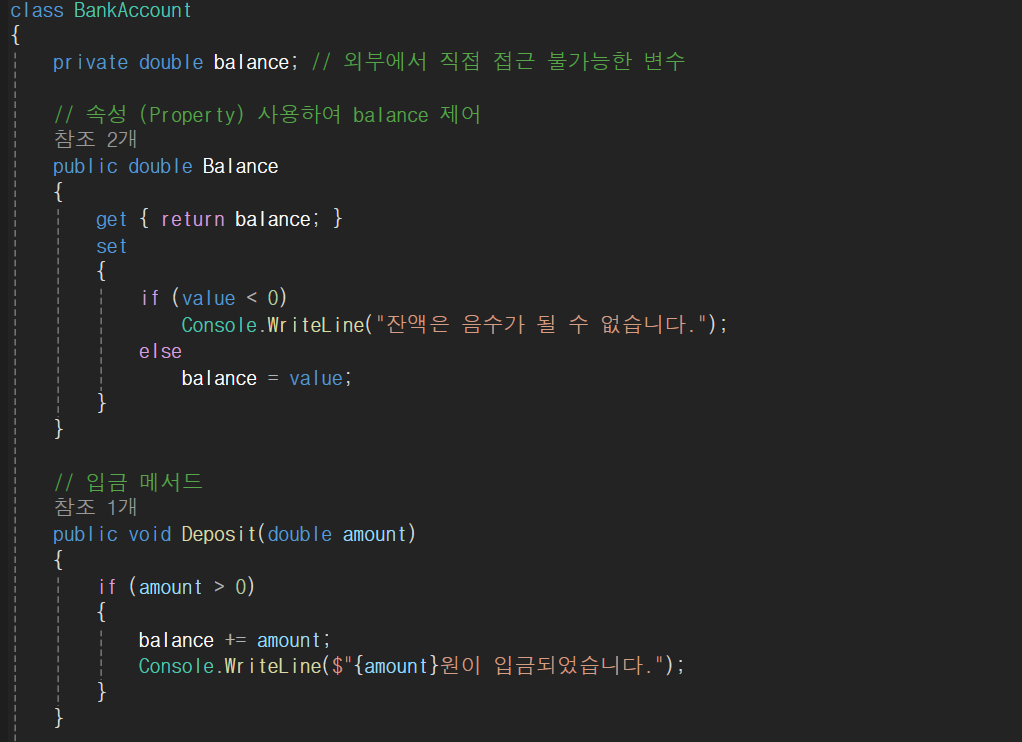 class BankAccount
{
private double balance; // 외부에서 직접 접근 불가능한 변수
// 속성 (Property) 사용하여 balance 제어
참조 2개
public double Balance
{
get { return balance; }
set
{
if (value < 0)
Console.WriteLine("잔액은 음수가 될 수 없습니다.");
else
balance = value;
}
}
// 입금 메서드
참조 1개
public void Deposit(double amount)
{
if (amount > 0)
{
balance += amount;
Console.WriteLine($"{amount}원이 입금되었습니다.");
}
}